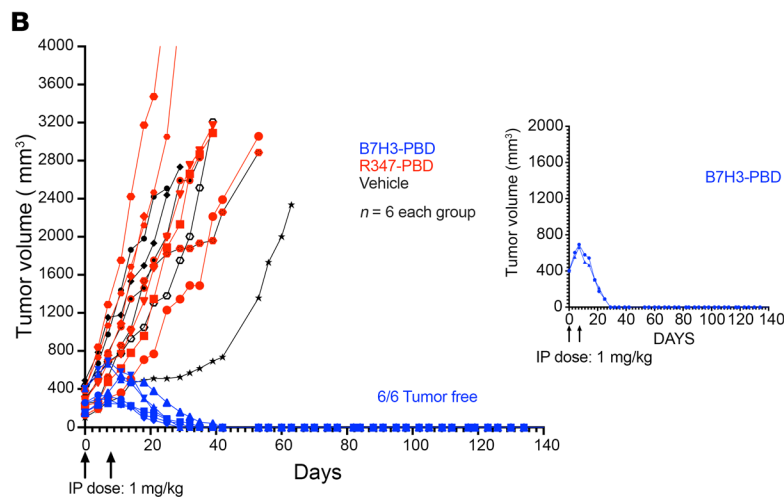 B
4000
3600
3200
2800
2400
2000
1600
1200
800
400
0
Tumor volume ( mm³)
0
20
40
60
80
100
120
140
Days
IP dose: 1 mg/kg
B7H3-PBD
R347-PBD
Vehicle
n = 6 each group
6/6 Tumor free
2000
1600
1200
800
400
0
Tumor volume (mm³)
0
20
40
60
80
100
120
140
DAYS
IP dose: 1 mg/kg
B7H3-PBD